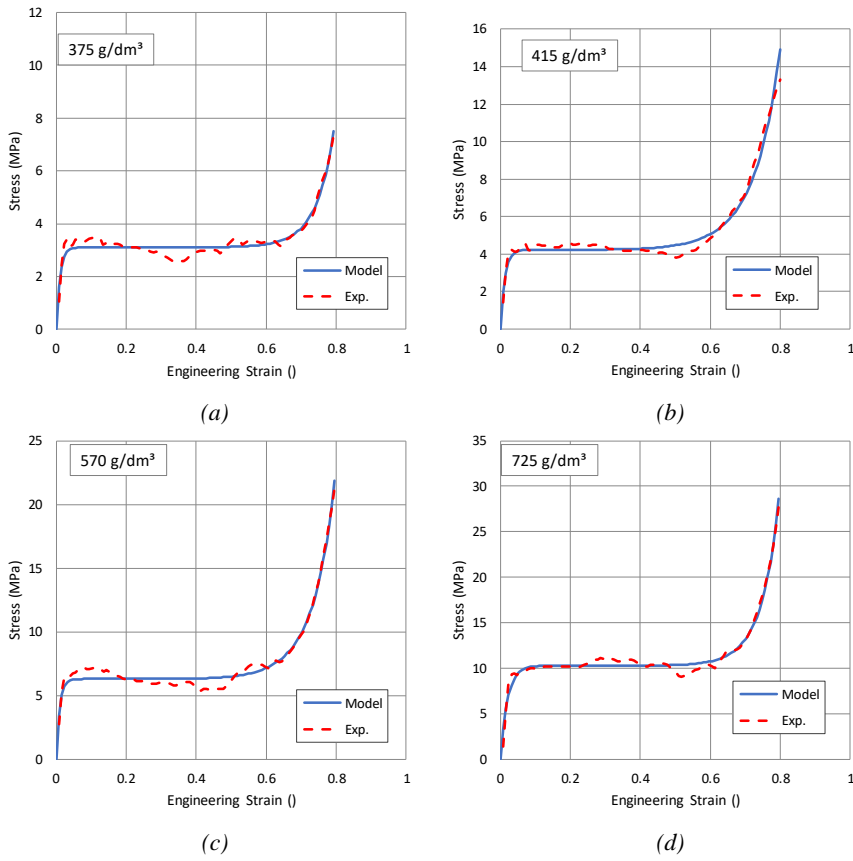 375 g/dm³
Stress (MPa)
12
10
8
6
4
2
0
Model
Exp.
0 0.2 0.4 0.6 0.8 1
Engineering Strain ()
(a)
415 g/dm³
Stress (MPa)
16
14
12
10
8
6
4
2
0
Model
Exp.
0 0.2 0.4 0.6 0.8 1
Engineering Strain ()
(b)
570 g/dm³
Stress (MPa)
25
20
15
10
5
0
Model
Exp.
0 0.2 0.4 0.6 0.8 1
Engineering Strain ()
(c)
725 g/dm³
Stress (MPa)
35
30
25
20
15
10
5
0
Model
Exp.
0 0.2 0.4 0.6 0.8 1
Engineering Strain ()
(d)